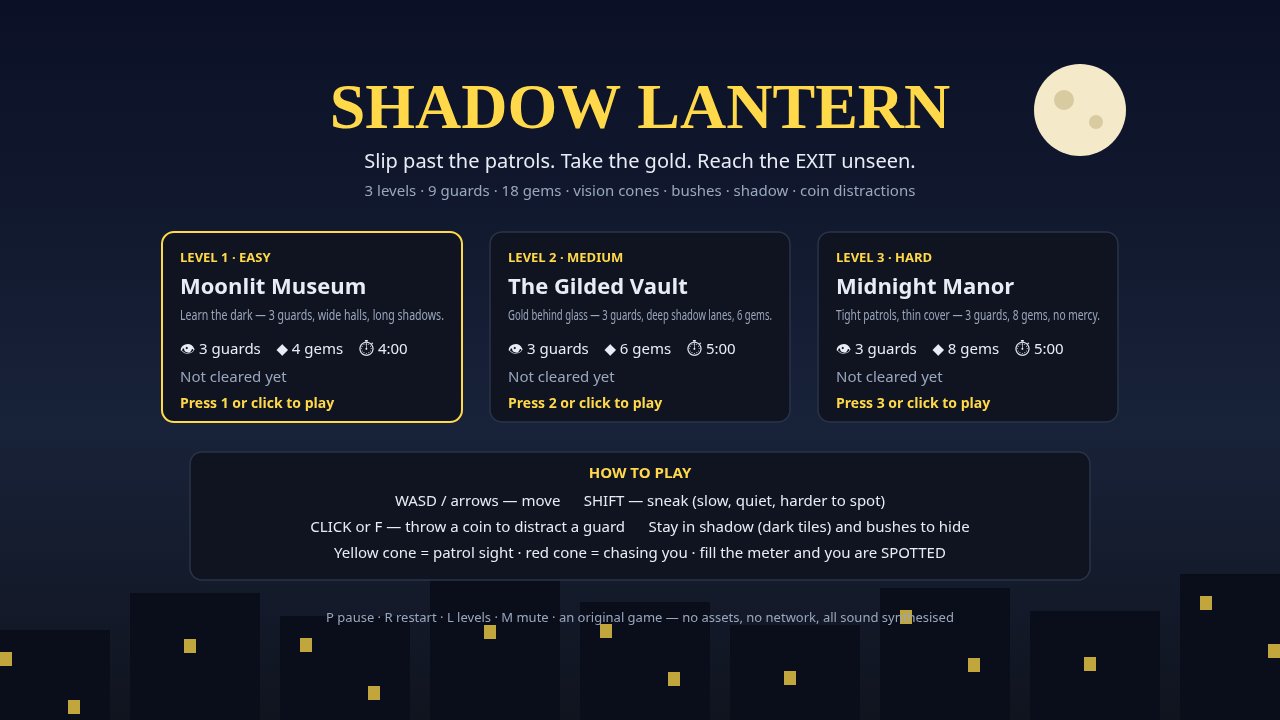 SHADOW LANTERN
Slip past the patrols. Take the gold. Reach the EXIT unseen.
3 levels · 9 guards · 18 gems · vision cones · bushes · shadow · coin distractions
LEVEL 1 · EASY
Moonlit Museum
Learn the dark — 3 guards, wide halls, long shadows.
👁 3 guards ◆ 4 gems ⏱ 4:00
Not cleared yet
Press 1 or click to play
LEVEL 2 · MEDIUM
The Gilded Vault
Gold behind glass — 3 guards, deep shadow lanes, 6 gems.
👁 3 guards ◆ 6 gems ⏱ 5:00
Not cleared yet
Press 2 or click to play
LEVEL 3 · HARD
Midnight Manor
Tight patrols, thin cover — 3 guards, 8 gems, no mercy.
👁 3 guards ◆ 8 gems ⏱ 5:00
Not cleared yet
Press 3 or click to play
HOW TO PLAY
WASD / arrows — move SHIFT — sneak (slow, quiet, harder to spot)
CLICK or F — throw a coin to distract a guard Stay in shadow (dark tiles) and bushes to hide
Yellow cone = patrol sight · red cone = chasing you · fill the meter and you are SPOTTED
P pause · R restart · L levels · M mute · an original game — no assets, no network, all sound synthesised